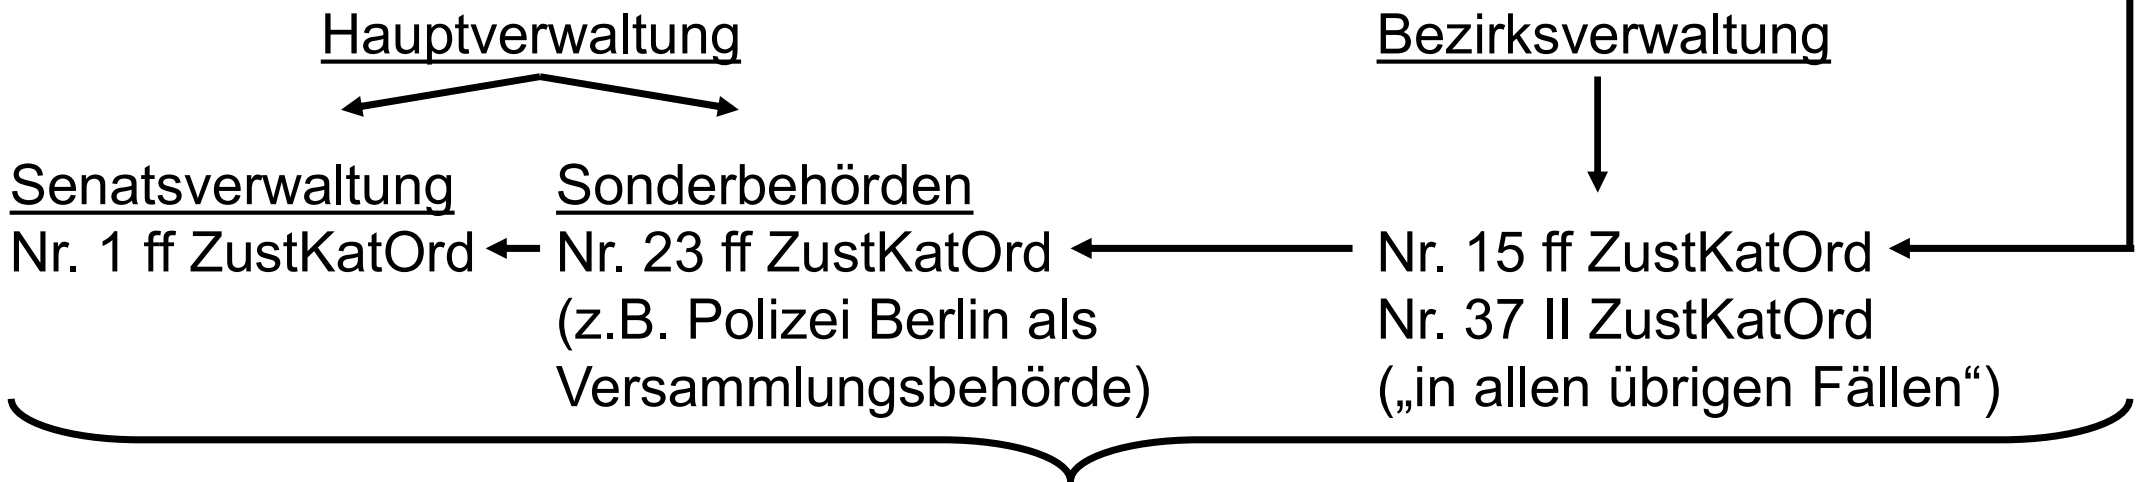 Hauptverwaltung
Bezirksverwaltung
Senatsverwaltung
Nr. 1 ff ZustKatOrd
Sonderbehörden
Nr. 23 ff ZustKatOrd
(z.B. Polizei Berlin als
Versammlungsbehörde)
Nr. 15 ff ZustKatOrd
Nr. 37 II ZustKatOrd
(„in allen übrigen Fällen“)